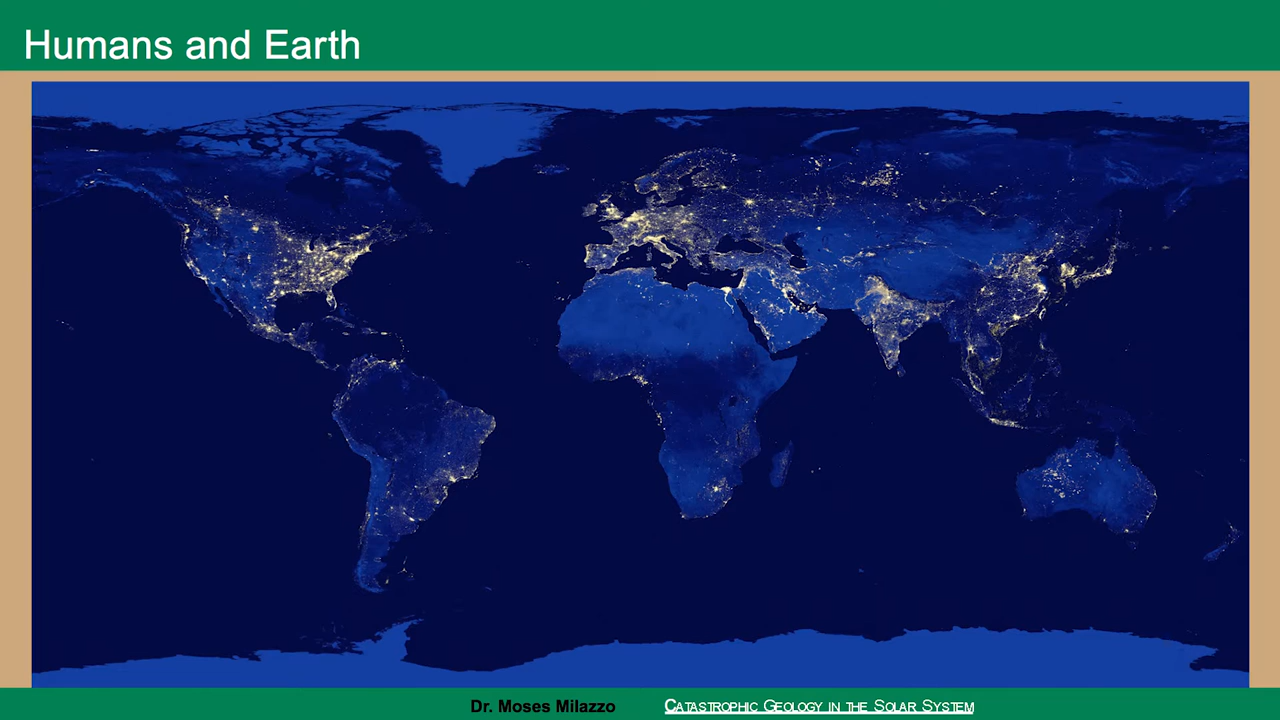 Humans and Earth
Dr. Moses Milazzo
Catastrophic Geology in the Solar System